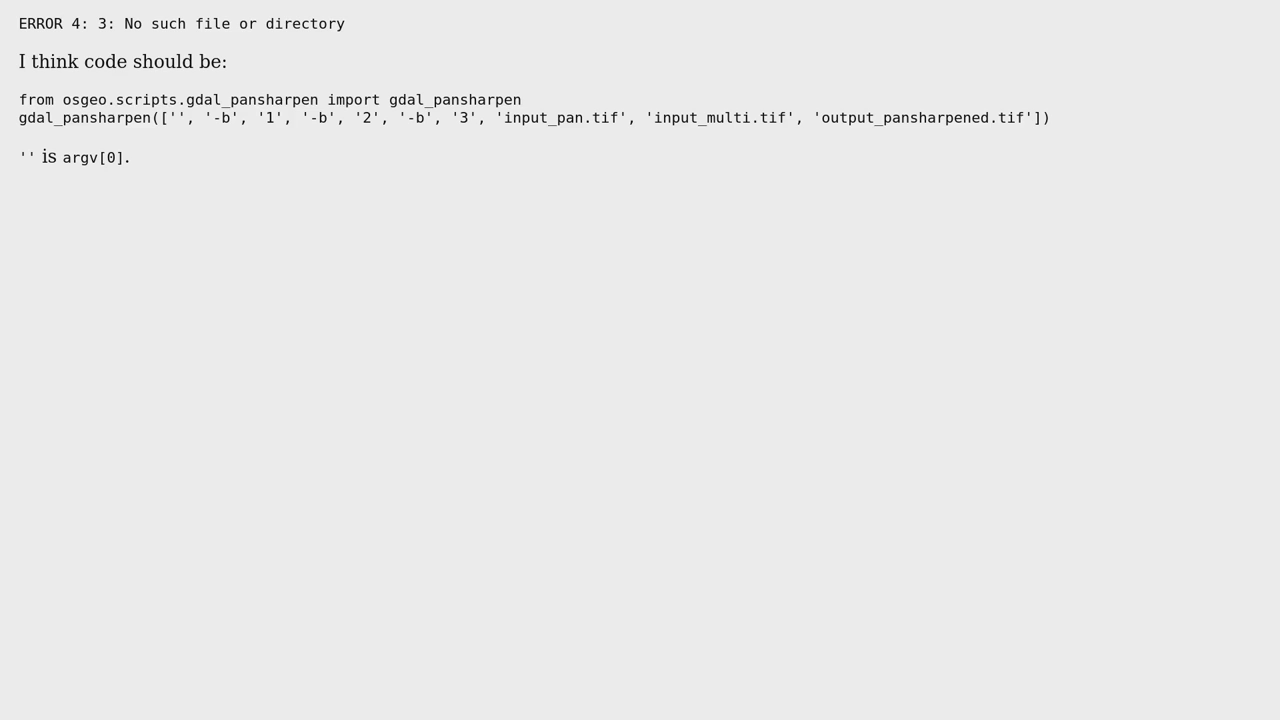 ERROR 4: 3: No such file or directory
I think code should be:
from osgeo.scripts.gdal_pansharpen import gdal_pansharpen
gdal_pansharpen(['', '-b', '1', '-b', '2', '-b', '3', 'input_pan.tif', 'input_multi.tif', 'output_pansharpened.tif'])
'' is argv[0].